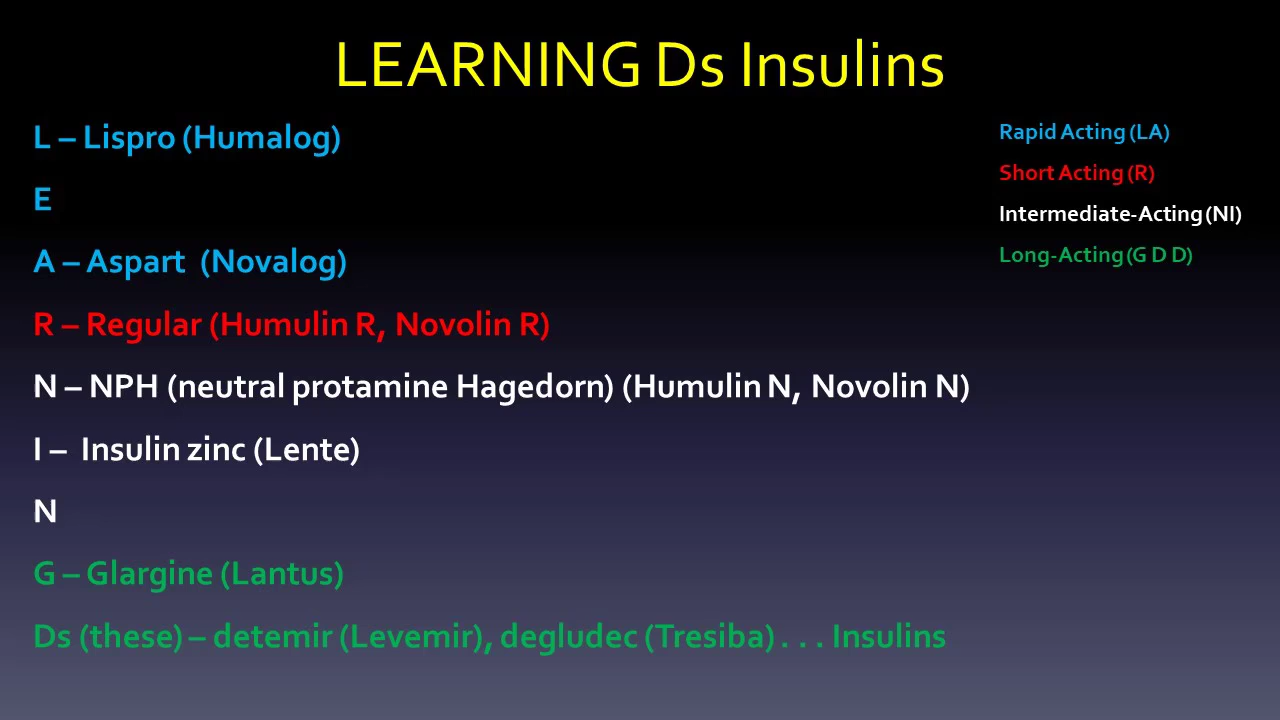 LEARNING Ds Insulins
L – Lispro (Humalog)
E
A – Aspart (Novalog)
R – Regular (Humulin R, Novolin R)
N – NPH (neutral protamine Hagedorn) (Humulin N, Novolin N)
I – Insulin zinc (Lente)
N
G – Glargine (Lantus)
Ds (these) – detemir (Levemir), degludec (Tresiba) . . . Insulins
Rapid Acting (LA)
Short Acting (R)
Intermediate-Acting (NI)
Long-Acting (G D D)